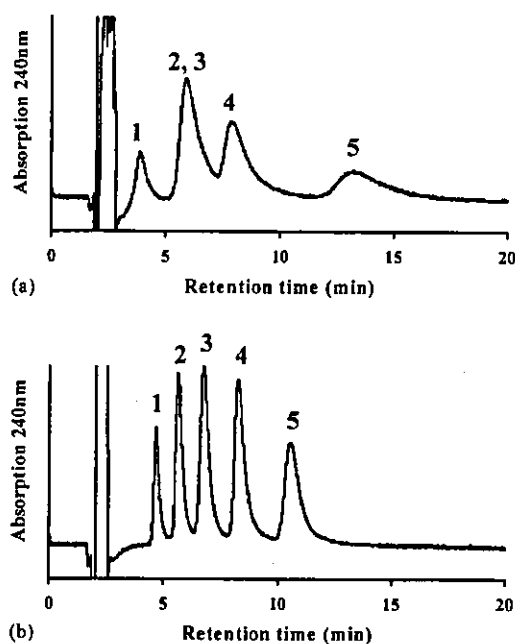 Absorption 240nm
1
2, 3
4
5
0 5 10 15 20
(a) Retention time (min)
Absorption 240nm
1
2
3
4
5
0 5 10 15 20
(b) Retention time (min)